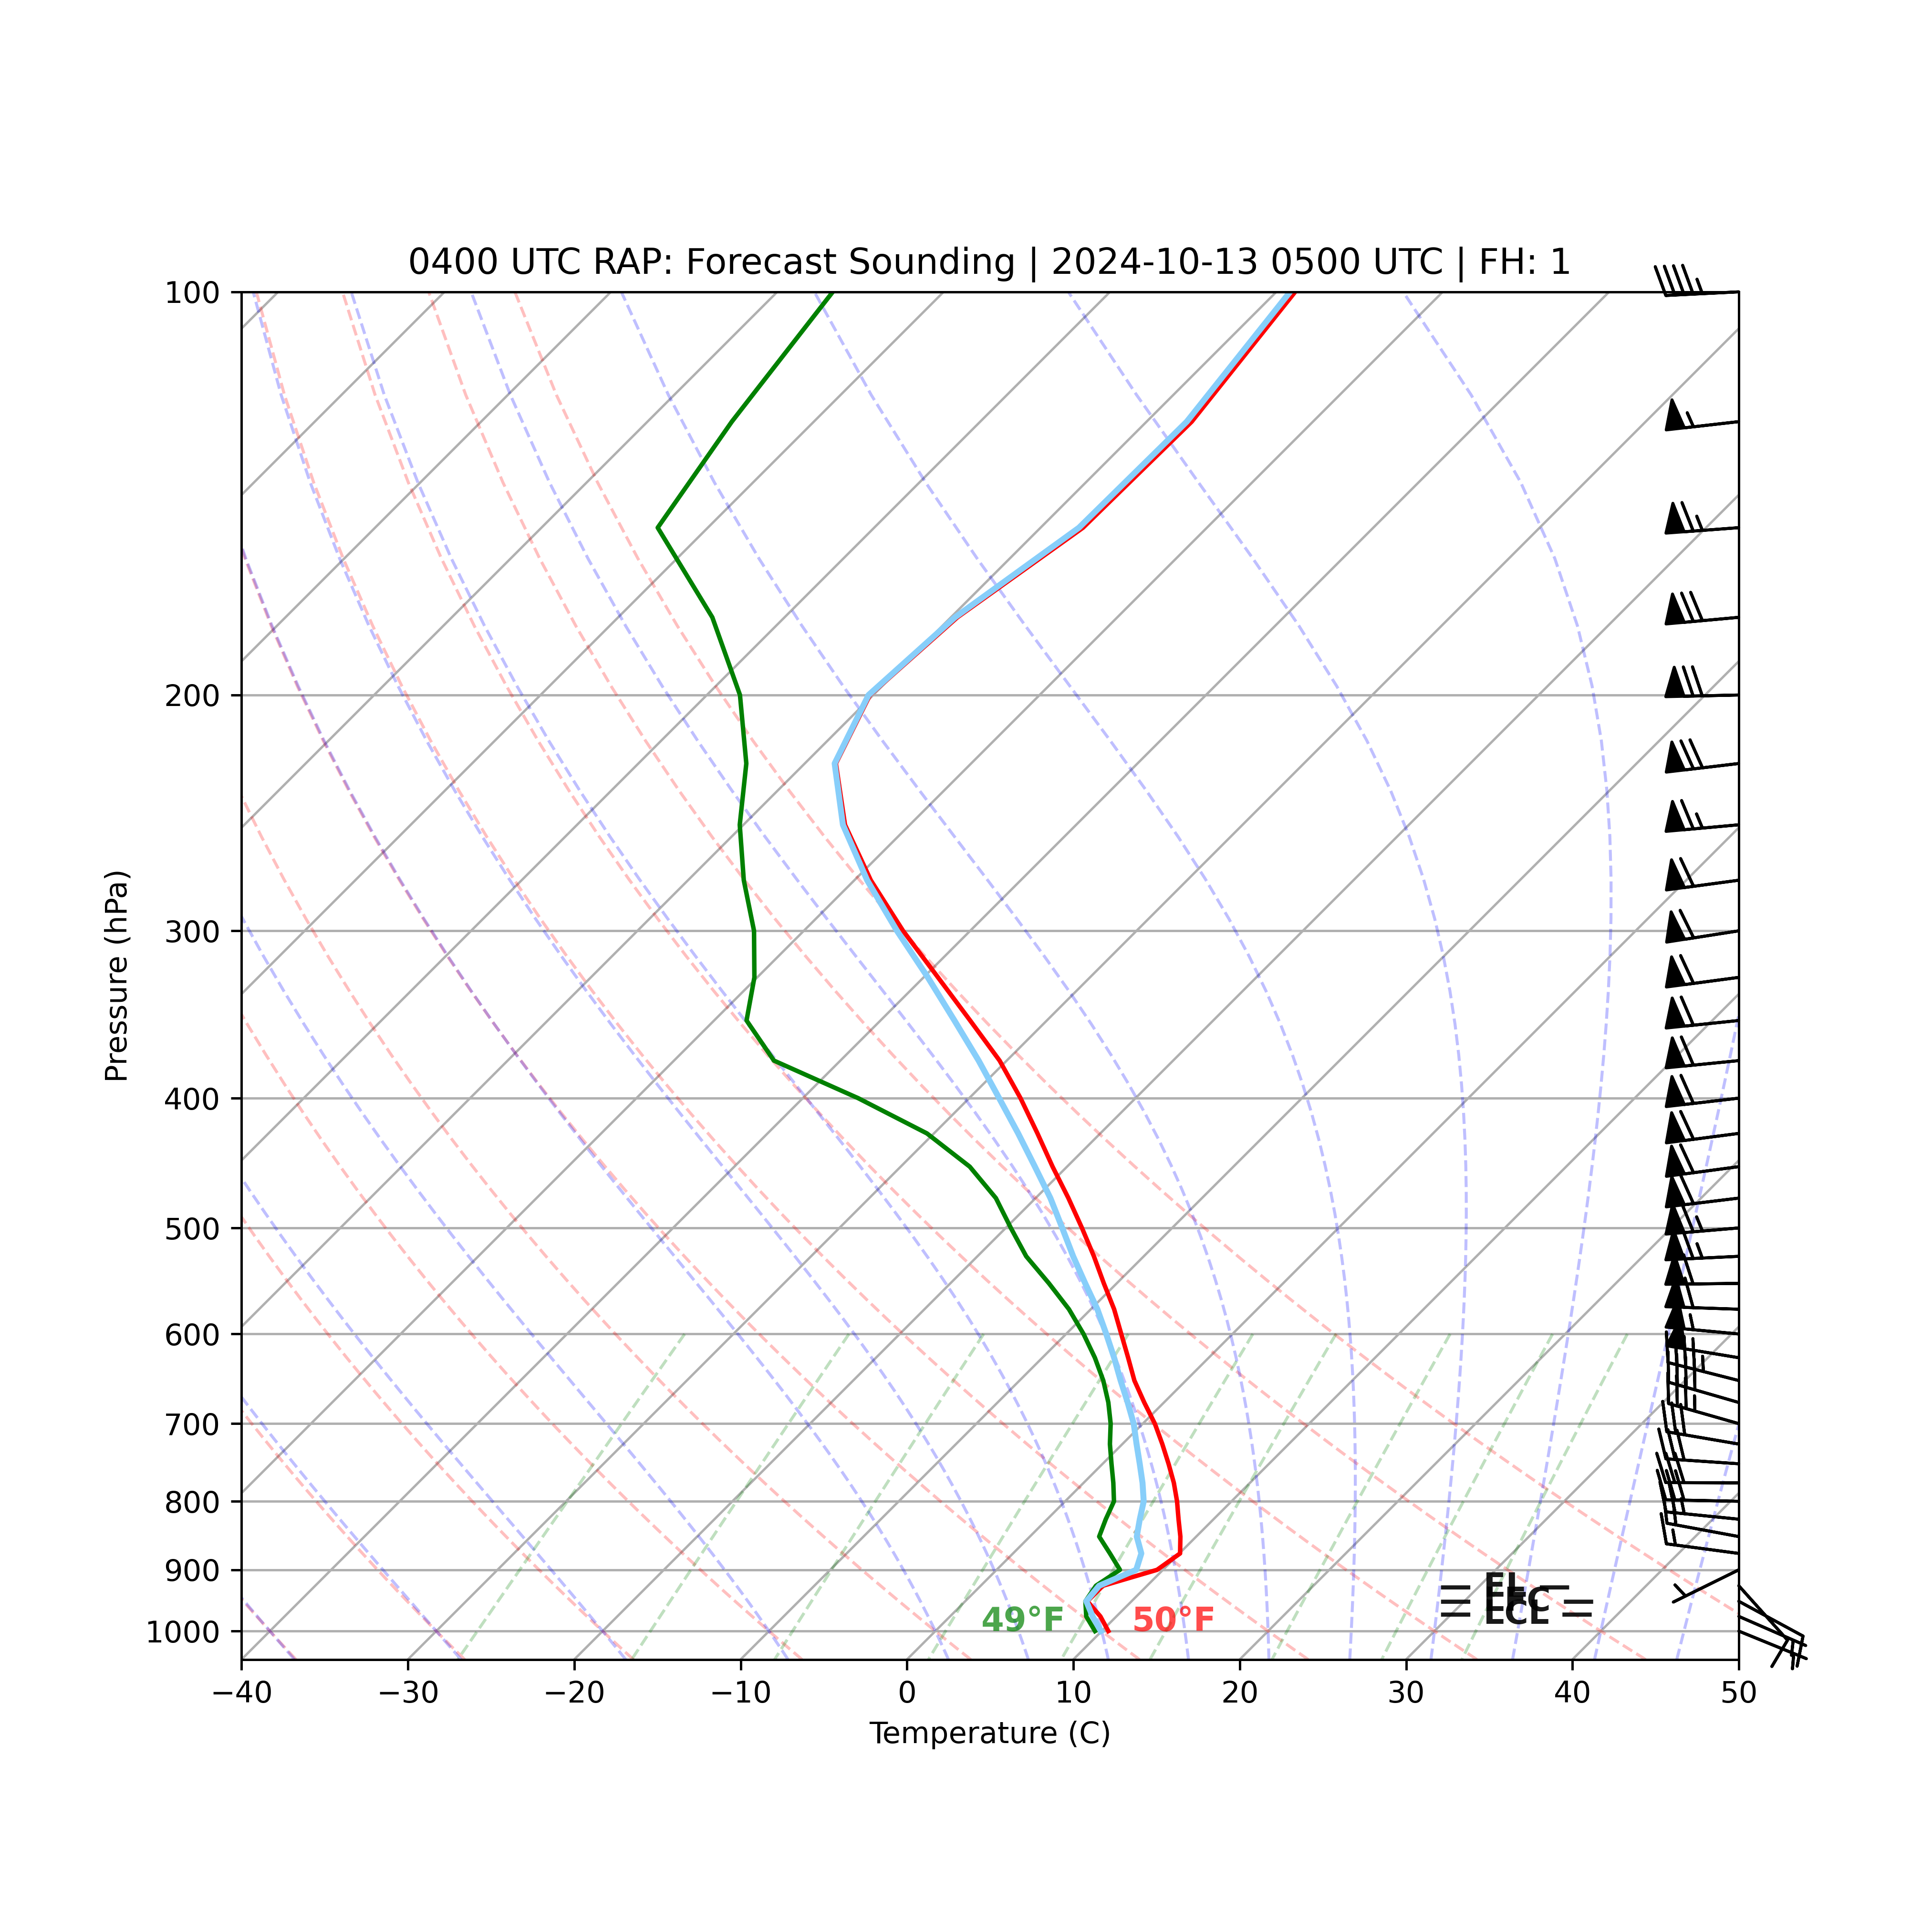 0400 UTC RAP: Forecast Sounding | 2024-10-13 0500 UTC | FH: 1
100
200
300
400
500
600
700
800
900
1000
Pressure (hPa)
EL
LFC
LCL
49°F
50°F
−40
−30
−20
−10
0
10
20
30
40
50
Temperature (C)